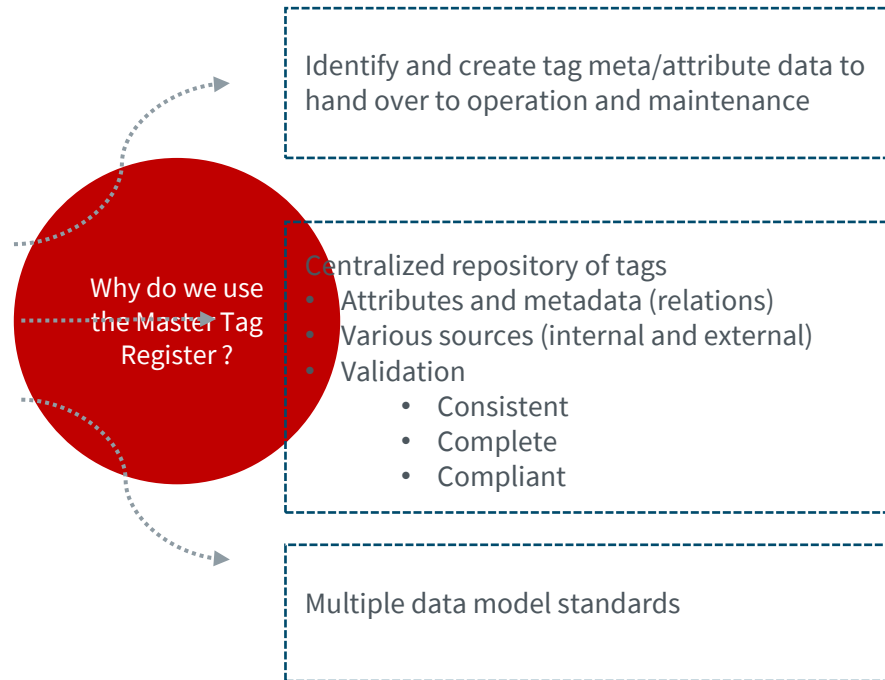 Identify and create tag meta/attribute data to
hand over to operation and maintenance
Why do we use
the Master Tag
Register ?
Centralized repository of tags
• Attributes and metadata (relations)
• Various sources (internal and external)
• Validation
• Consistent
• Complete
• Compliant
Multiple data model standards